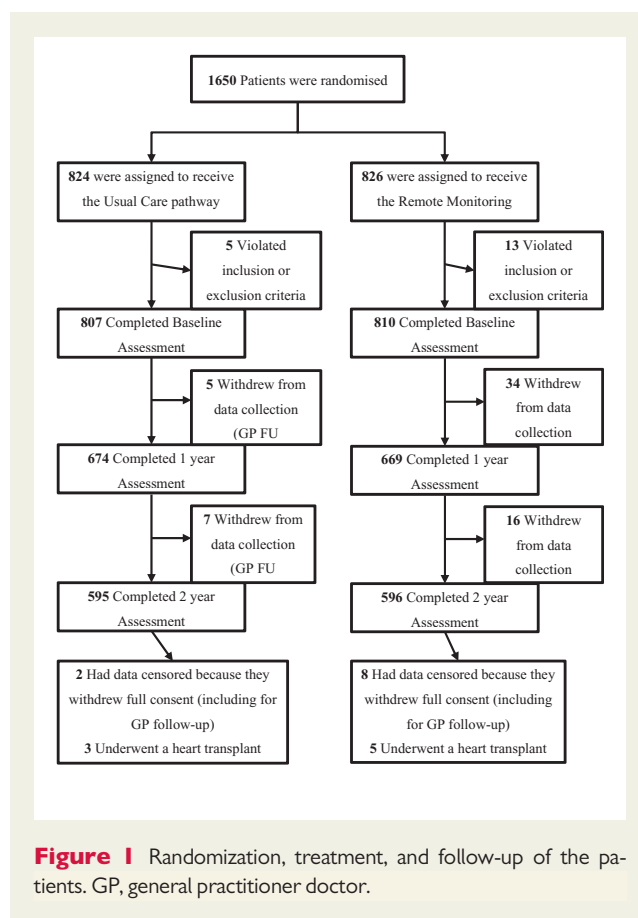 1650 Patients were randomised
824 were assigned to receive
the Usual Care pathway
826 were assigned to receive
the Remote Monitoring
5 Violated
inclusion or
exclusion criteria
13 Violated
inclusion or
exclusion criteria
807 Completed Baseline
Assessment
810 Completed Baseline
Assessment
5 Withdrew from
data collection
(GP FU
34 Withdrew
from data
collection
674 Completed 1 year
Assessment
669 Completed 1 year
Assessment
7 Withdrew from
data collection
(GP FU
16 Withdrew
from data
collection
595 Completed 2 year
Assessment
596 Completed 2 year
Assessment
2 Had data censored because they
withdrew full consent (including for
GP follow-up)
3 Underwent a heart transplant
8 Had data censored because they
withdrew full consent (including
for GP follow-up)
5 Underwent a heart transplant
Figure 1 Randomization, treatment, and follow-up of the pa-
tients. GP, general practitioner doctor.